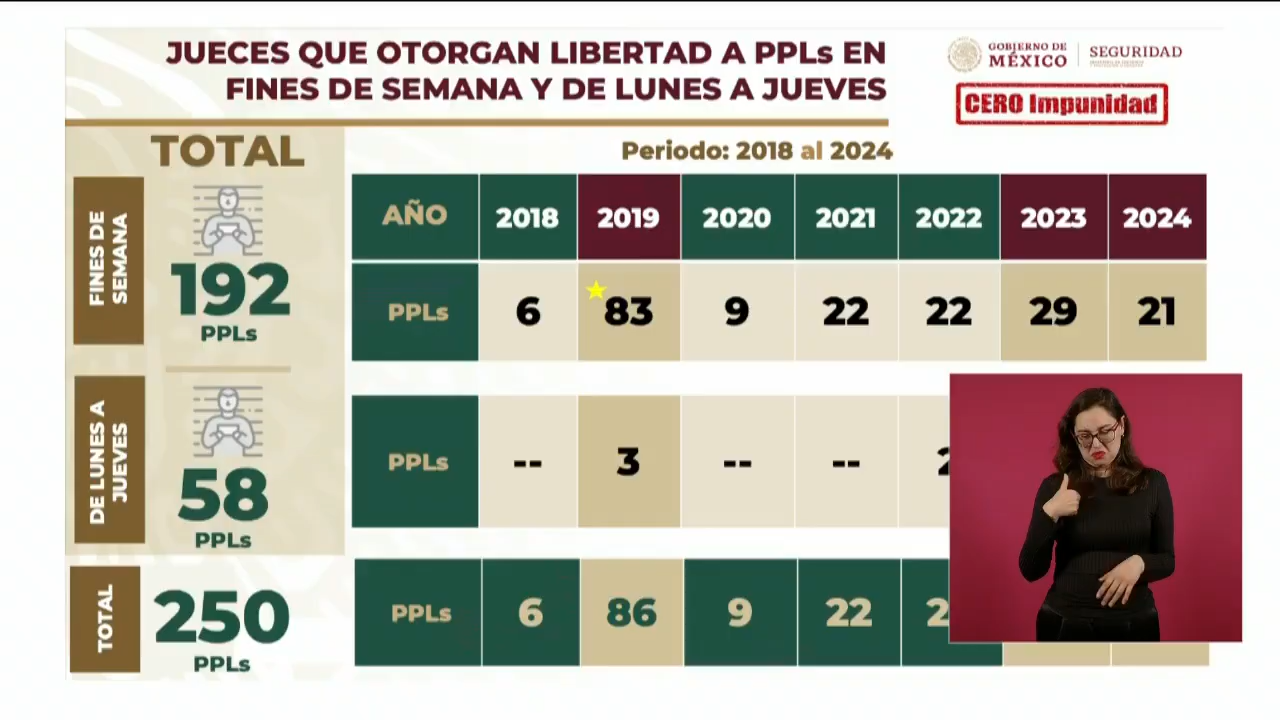 JUECES QUE OTORGAN LIBERTAD A PPLs EN
FINES DE SEMANA Y DE LUNES A JUEVES
GOBIERNO DE
MÉXICO
SEGURIDAD
CERO Impunidad
TOTAL
Periodo: 2018 al 2024
FINES DE
SEMANA
192
PPLs
AÑO 2018 2019 2020 2021 2022 2023 2024
PPLs 6 83 9 22 22 29 21
DE LUNES A
JUEVES
58
PPLs
PPLs -- 3 -- -- 2
TOTAL
250
PPLs
PPLs 6 86 9 22 2